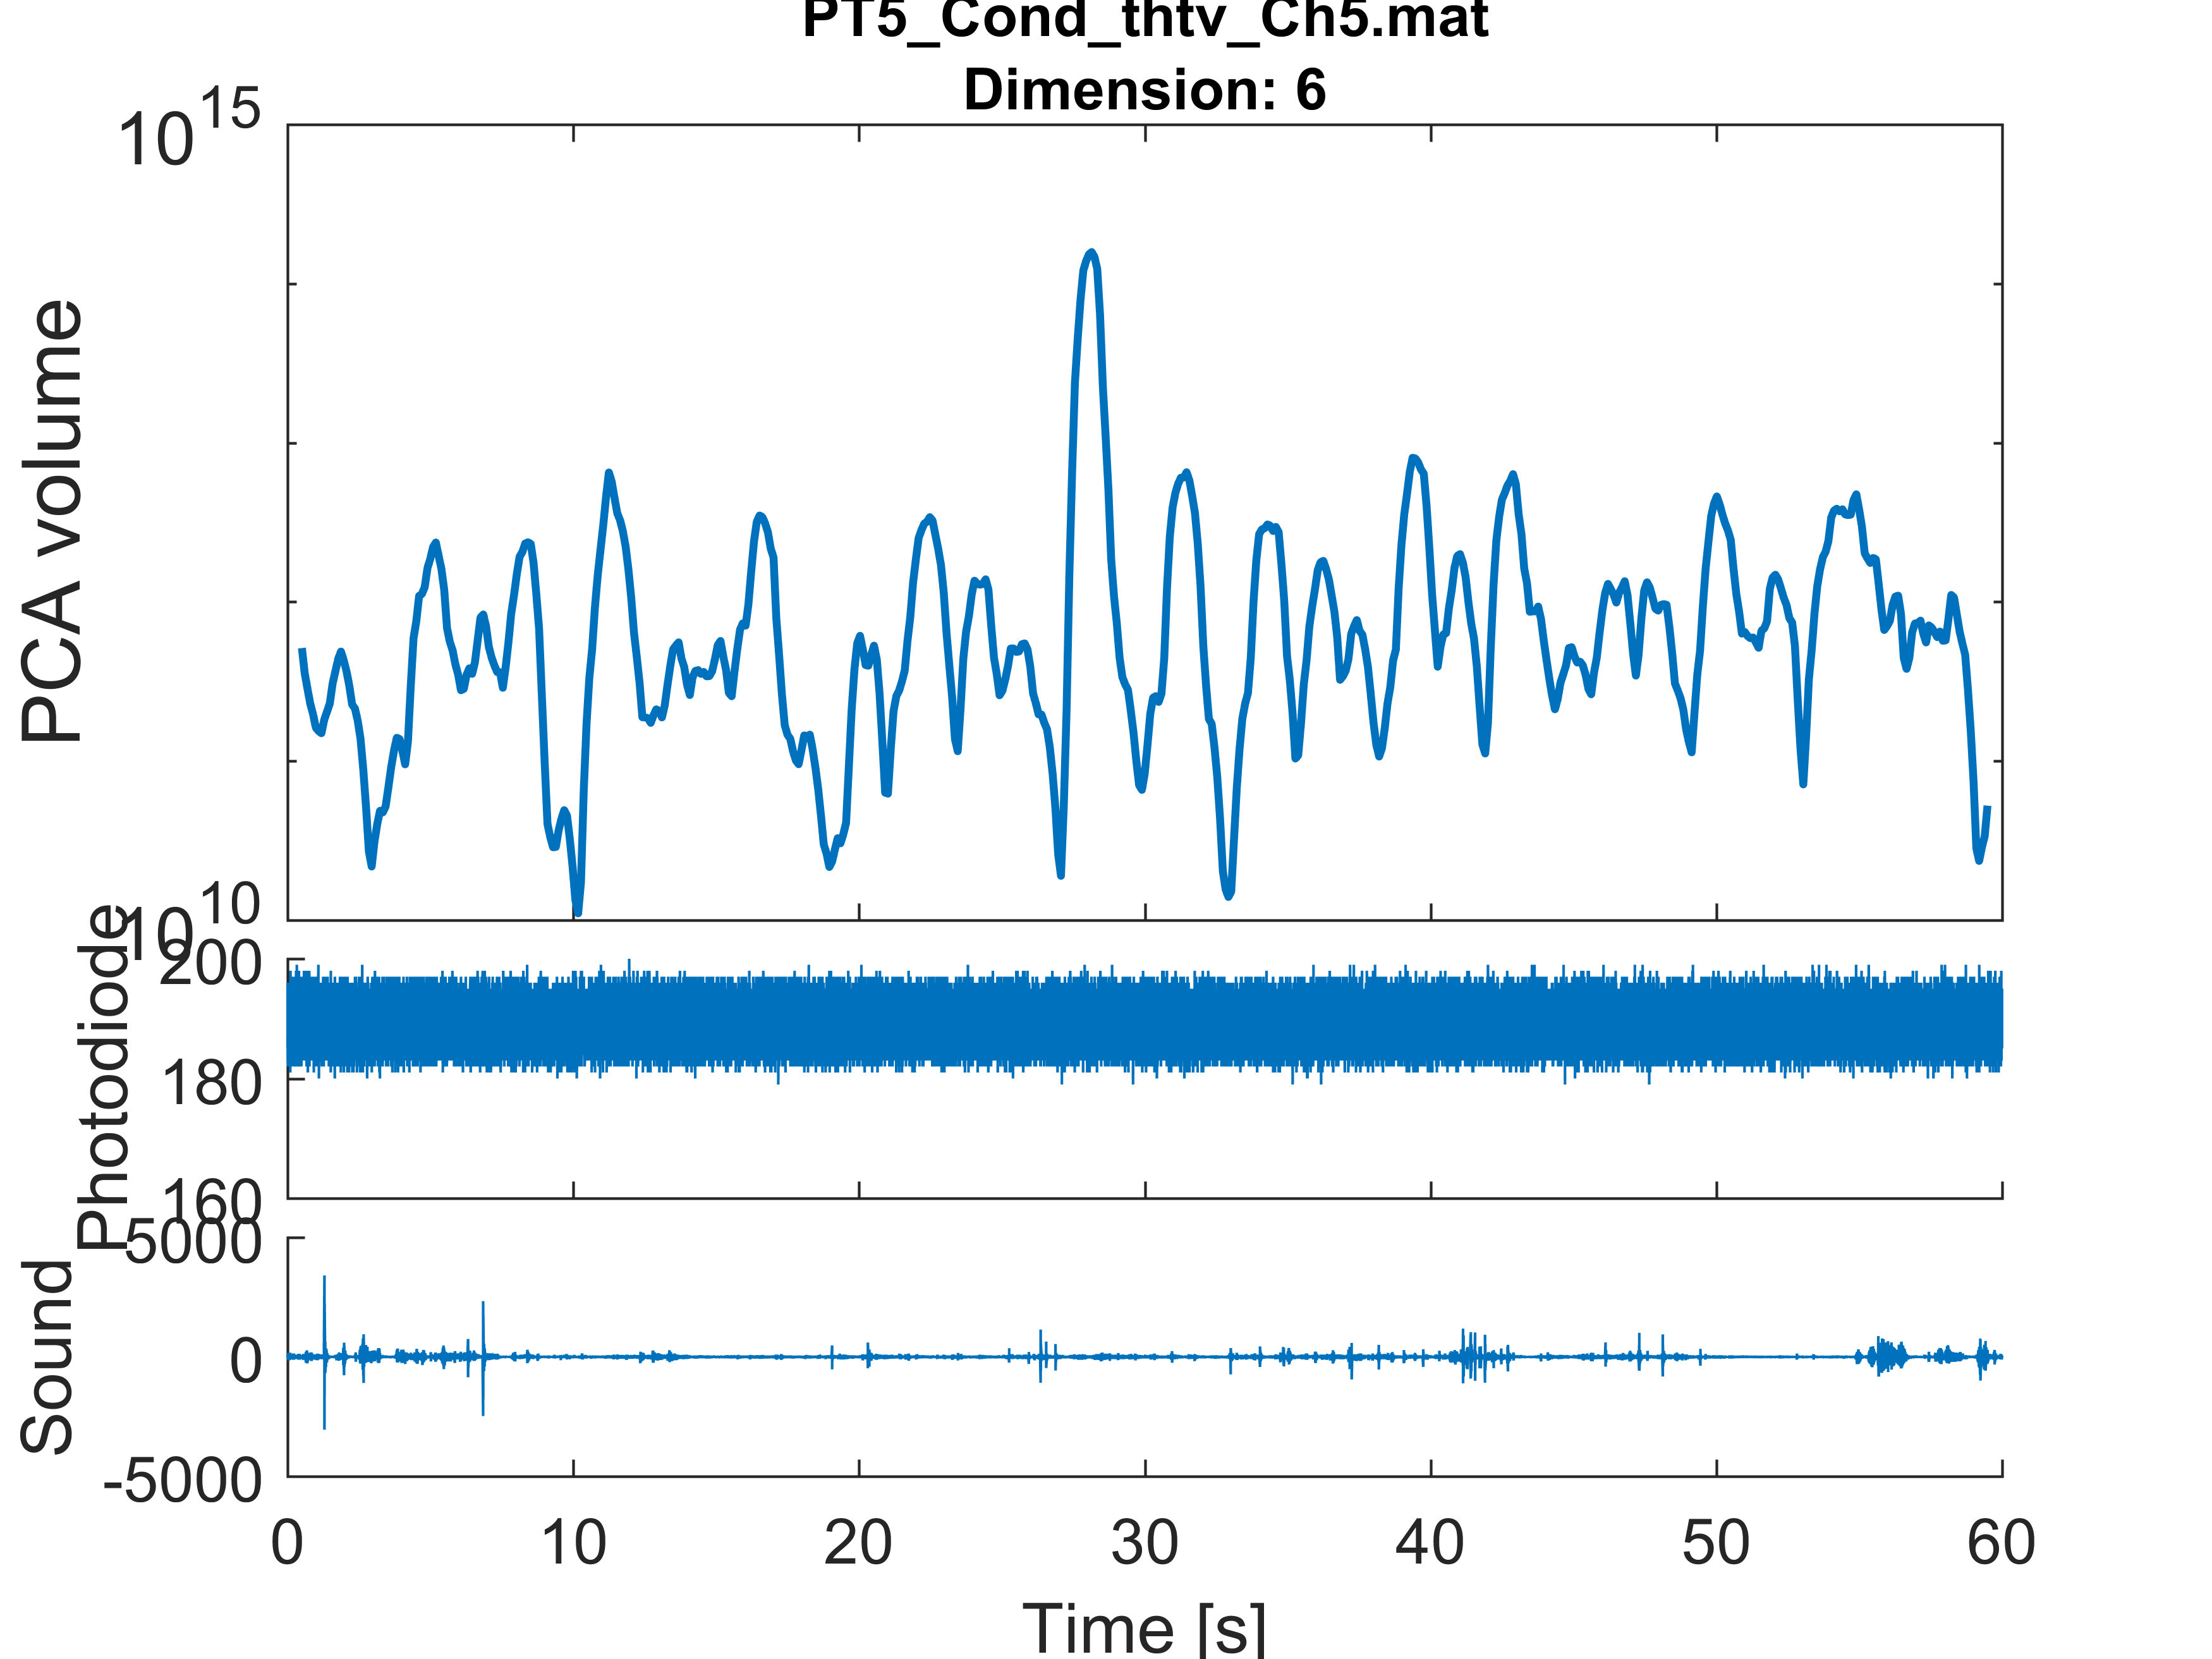 PT5_Cond_thtv_Ch5.mat
Dimension: 6
10^15
PCA volume
10^10
200
Photodiode
180
160
5000
Sound
0
-5000
0 10 20 30 40 50 60
Time [s]